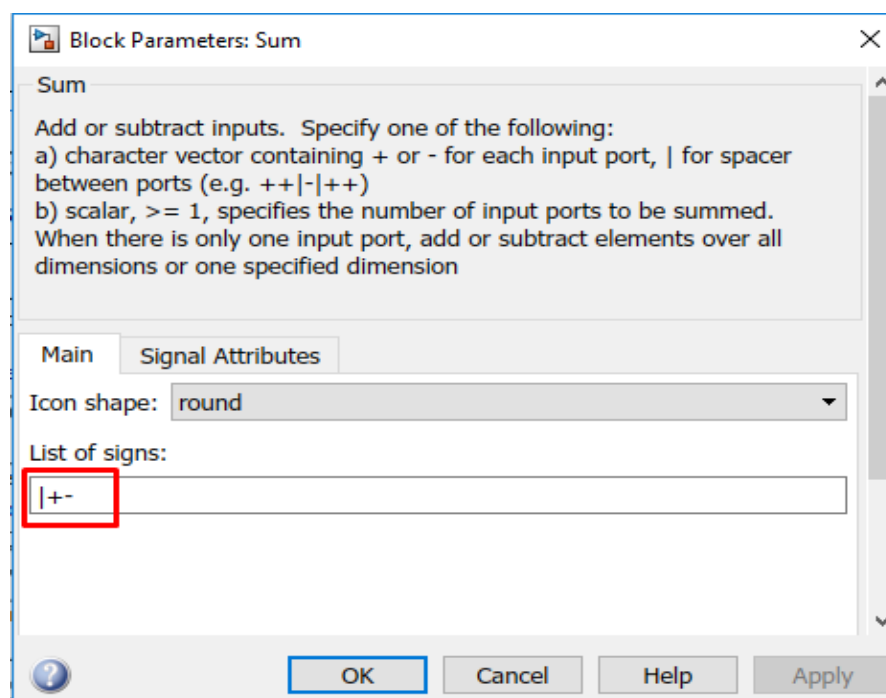 Block Parameters: Sum
Sum
Add or subtract inputs.  Specify one of the following:
a) character vector containing + or - for each input port, | for spacer
between ports (e.g. ++|-|++)
b) scalar, >= 1, specifies the number of input ports to be summed.
When there is only one input port, add or subtract elements over all
dimensions or one specified dimension
Main
Signal Attributes
Icon shape: round
List of signs:
|+-
OK
Cancel
Help
Apply